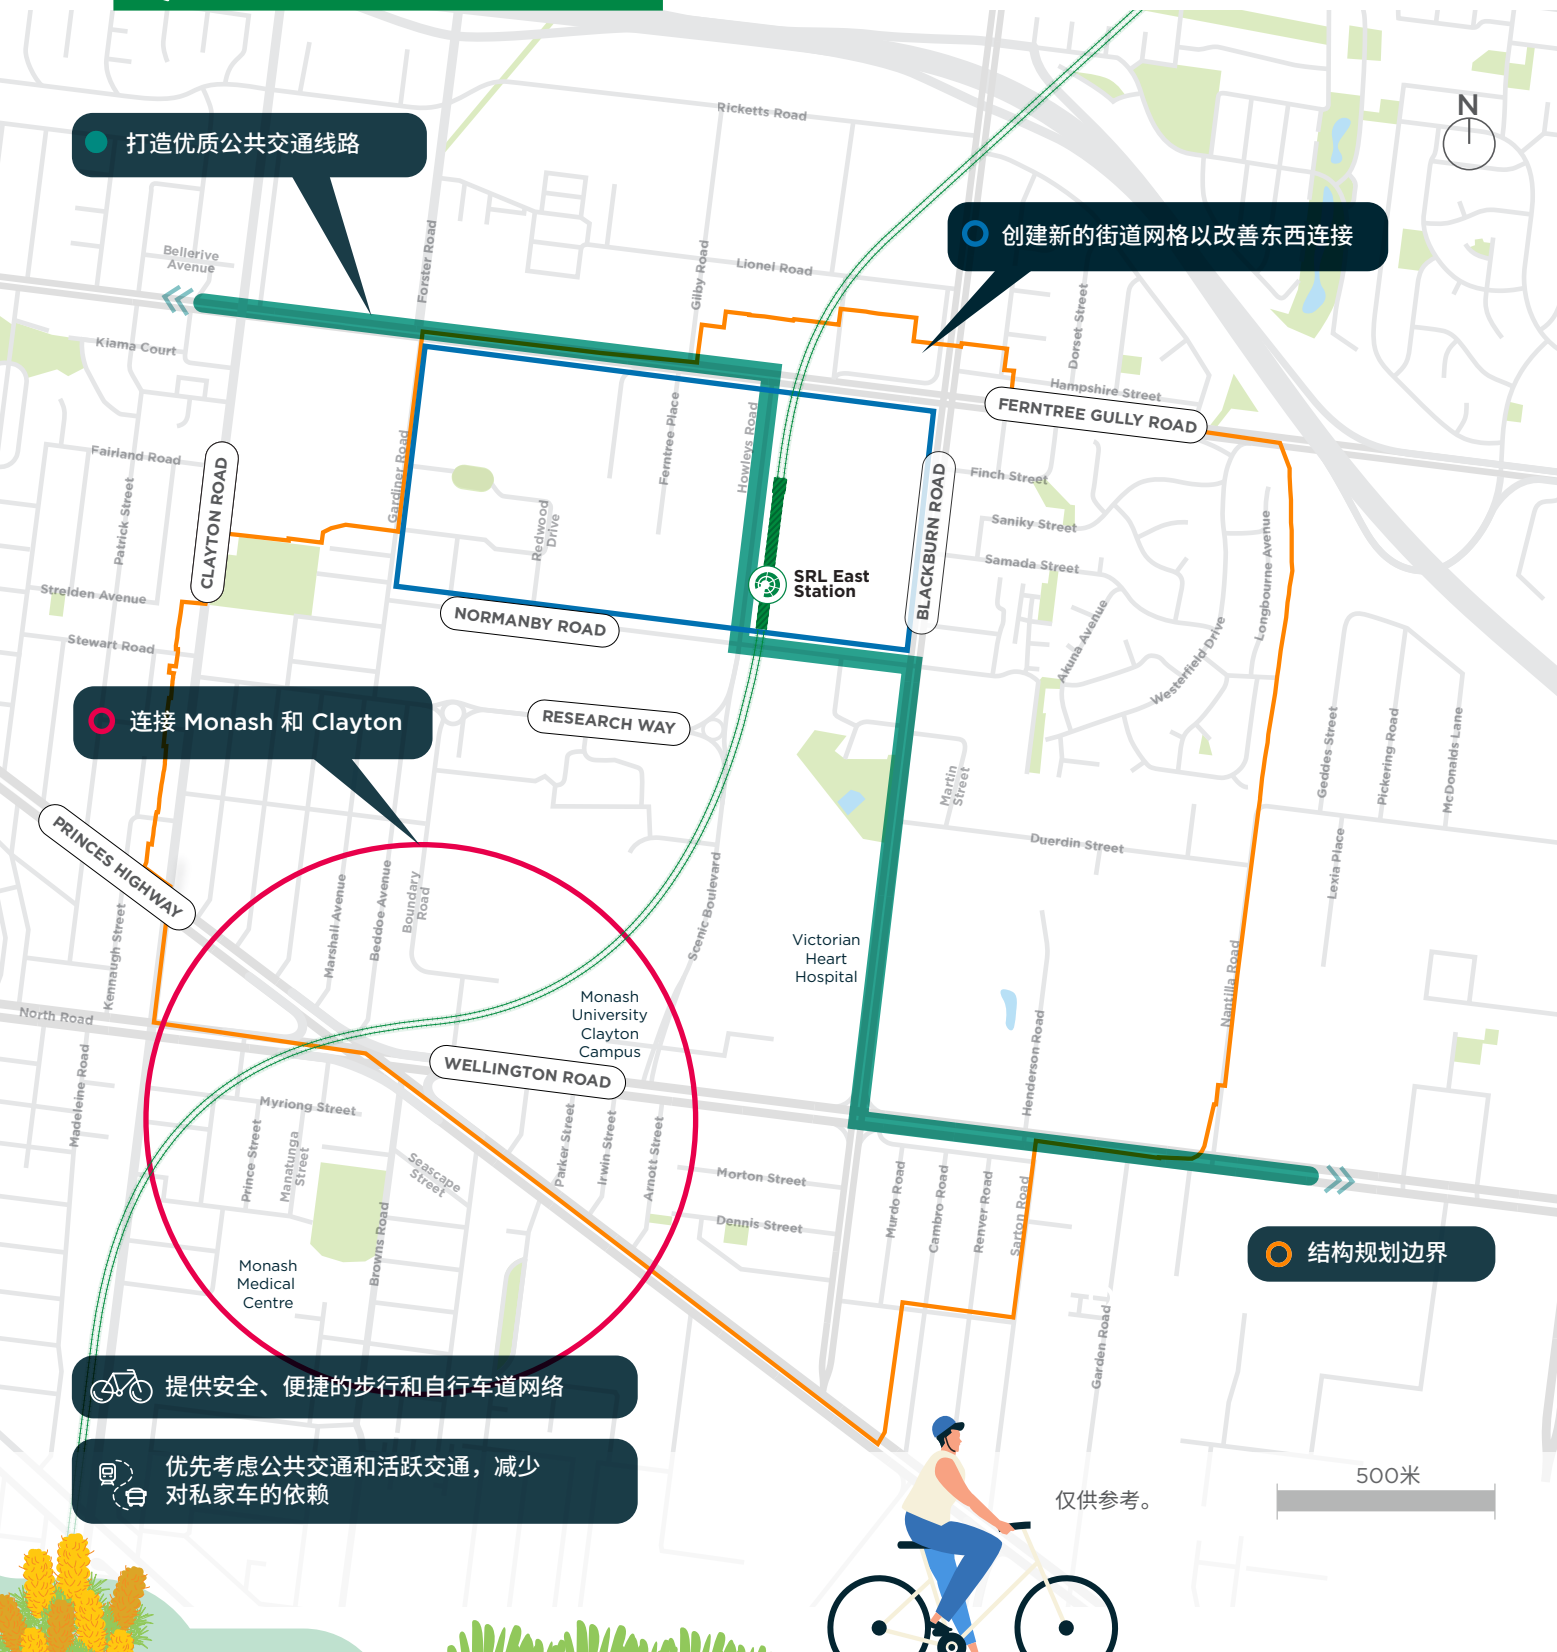 Ricketts Road
N
打造优质公共交通线路
创建新的街道网格以改善东西连接
Bellerive
Avenue
Forster Road
Gilby Road
Lionel Road
Dorset Street
Kiama Court
Hampshire Street
FERNTREE GULLY ROAD
Fairland Road
CLAYTON ROAD
Patrick Street
Gardiner Road
Ferntree Place
Howleys Road
Redwood
Drive
BLACKBURN ROAD
Finch Street
Saniky Street
Samada Street
Longbourne Avenue
SRL East
Station
Strelden Avenue
Stewart Road
NORMANBY ROAD
Akuna Avenue
Westerfield Drive
连接 Monash 和 Clayton
RESEARCH WAY
Martin
Street
Geddes Street
Pickering Road
McDonalds Lane
PRINCES HIGHWAY
Duerdin Street
Lexia Place
Marshall Avenue
Beddoe Avenue
Boundary
Road
Scenic Boulevard
Kennaugh Street
Victorian
Heart
Hospital
Nantilla Road
North Road
Monash
University
Clayton
Campus
WELLINGTON ROAD
Henderson Road
Madeleine Road
Myriong Street
Prince Street
Manatunga
Street
Seascape
Street
Parker Street
Irwin Street
Arnott Street
Morton Street
Dennis Street
Murdo Road
Cambro Road
Renver Road
Sarton Road
Browns Road
Monash
Medical
Centre
结构规划边界
Garden Road
提供安全、便捷的步行和自行车道网络
优先考虑公共交通和活跃交通，减少
对私家车的依赖
仅供参考。
500米